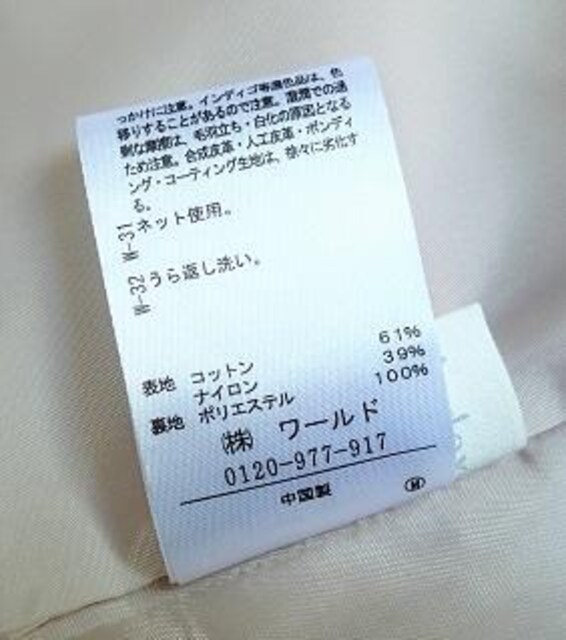 っかけに注意。インディゴ等濃色品は、色
移りすることがあるので注意。湿潤での過
剰な摩擦は、毛羽立ち・白化の原因となる
ため注意。合成皮革・人工皮革・ボンディ
ング・コーティング生地は、徐々に劣化す
る。
W-31 ネット使用。
W-32 うら返し洗い。
表地 コットン 61%
ナイロン 39%
裏地 ポリエステル 100%
㈱ ワールド
0120-977-917
中国製 Ⓜ